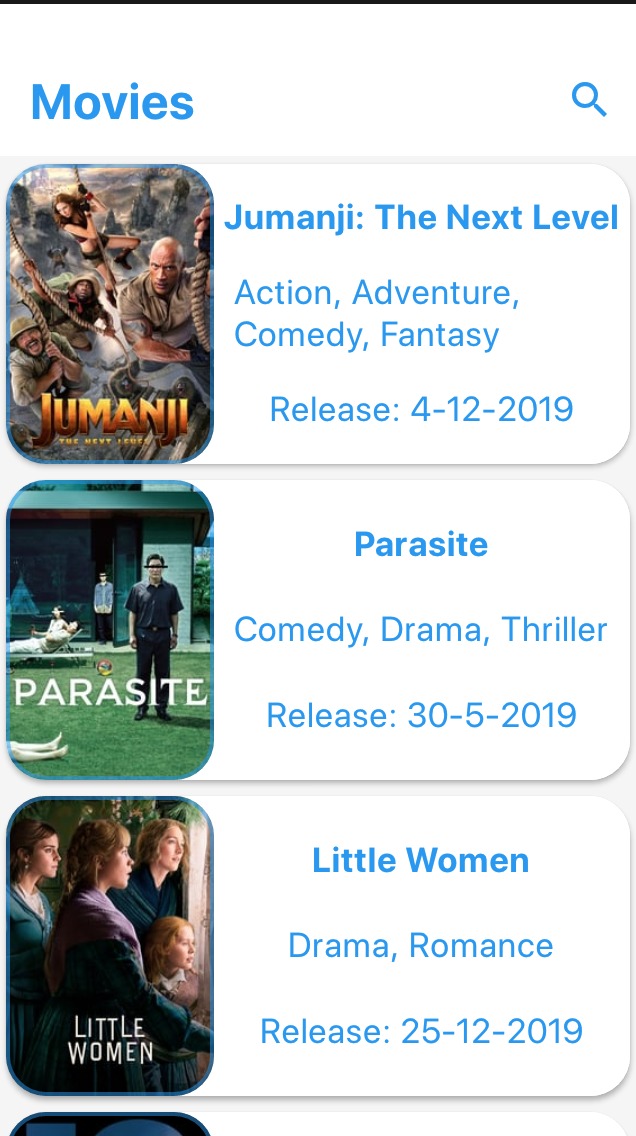 Movies
JUMANJI
THE NEXT LEVEL
Jumanji: The Next Level
Action, Adventure,
Comedy, Fantasy
Release: 4-12-2019
PARASITE
Parasite
Comedy, Drama, Thriller
Release: 30-5-2019
LITTLE
WOMEN
Little Women
Drama, Romance
Release: 25-12-2019